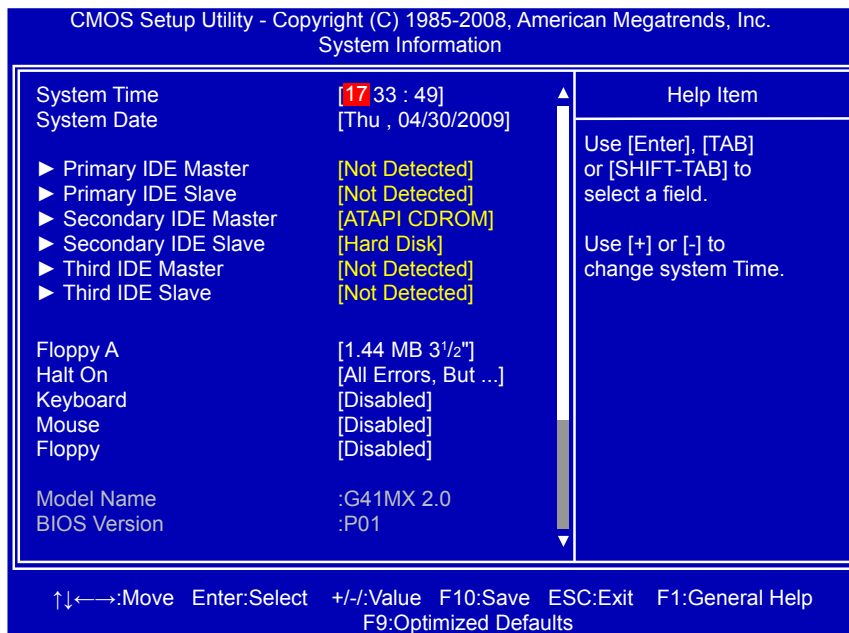 CMOS Setup Utility - Copyright (C) 1985-2008, American Megatrends, Inc.
System Information
System Time [17 33 : 49]
System Date [Thu , 04/30/2009]
► Primary IDE Master [Not Detected]
► Primary IDE Slave [Not Detected]
► Secondary IDE Master [ATAPI CDROM]
► Secondary IDE Slave [Hard Disk]
► Third IDE Master [Not Detected]
► Third IDE Slave [Not Detected]
Floppy A [1.44 MB 3¹/₂"]
Halt On [All Errors, But ...]
Keyboard [Disabled]
Mouse [Disabled]
Floppy [Disabled]
Model Name :G41MX 2.0
BIOS Version :P01
Help Item
Use [Enter], [TAB]
or [SHIFT-TAB] to
select a field.
Use [+] or [-] to
change system Time.
↑↓←→:Move Enter:Select +/-/:Value F10:Save ESC:Exit F1:General Help
F9:Optimized Defaults